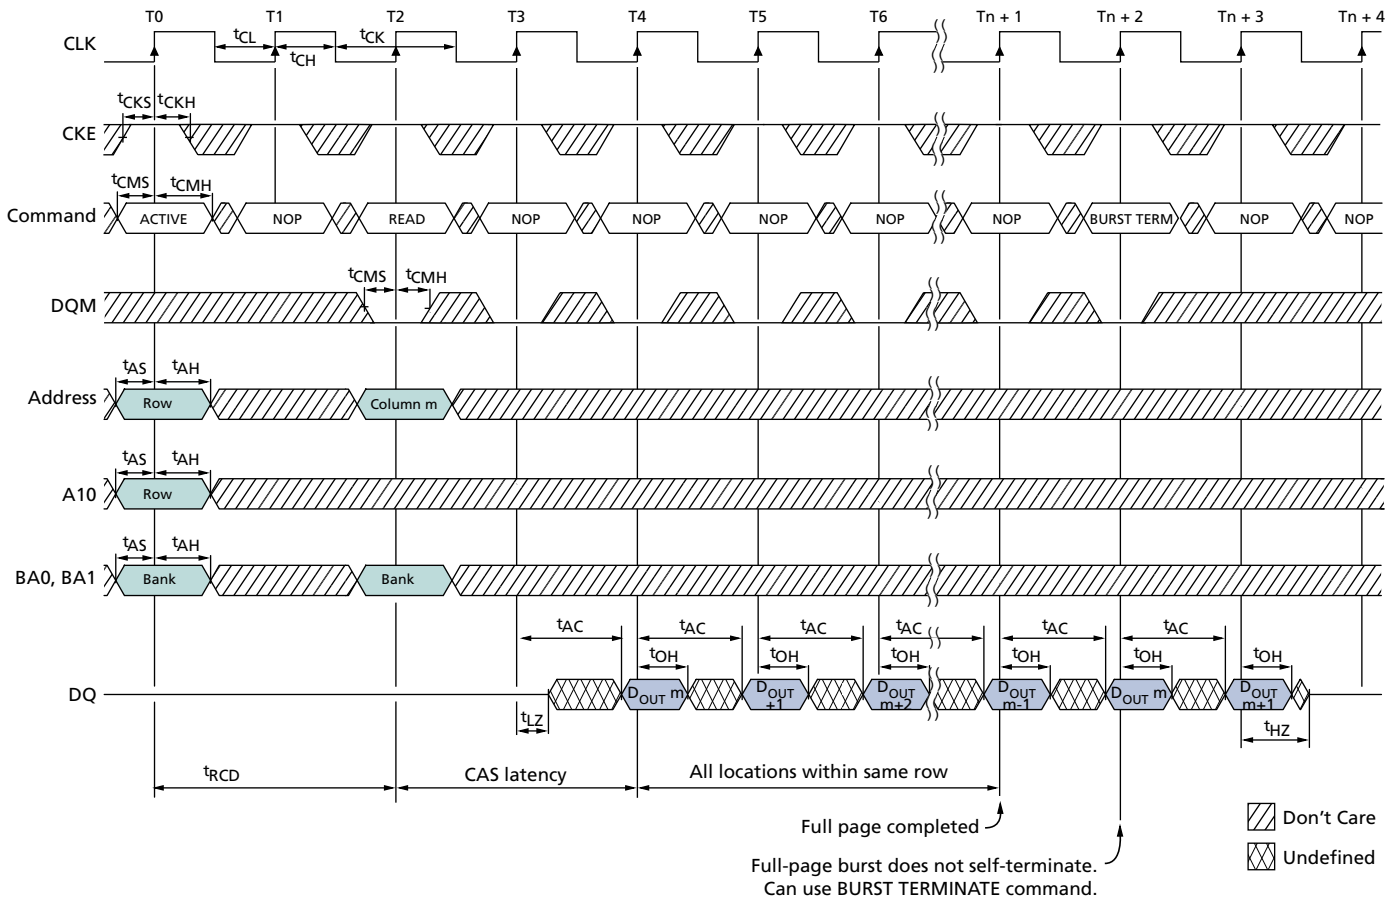 T0 T1 T2 T3 T4 T5 T6 Tn + 1 Tn + 2 Tn + 3 Tn + 4
CLK tCL tCH tCK
tCKS tCKH
CKE
tCMS tCMH
Command ACTIVE NOP READ NOP NOP NOP NOP NOP BURST TERM NOP NOP
tCMS tCMH
DQM
tAS tAH
Address Row Column m
tAS tAH
A10 Row
tAS tAH
BA0, BA1 Bank Bank
tAC tAC tAC tAC tAC tAC
tOH tOH tOH tOH tOH tOH
DQ DOUT m DOUT +1 DOUT m+2 DOUT m-1 DOUT m DOUT m+1
tLZ tHZ
tRCD CAS latency All locations within same row
Full page completed
Don't Care
Full-page burst does not self-terminate.
Can use BURST TERMINATE command.
Undefined